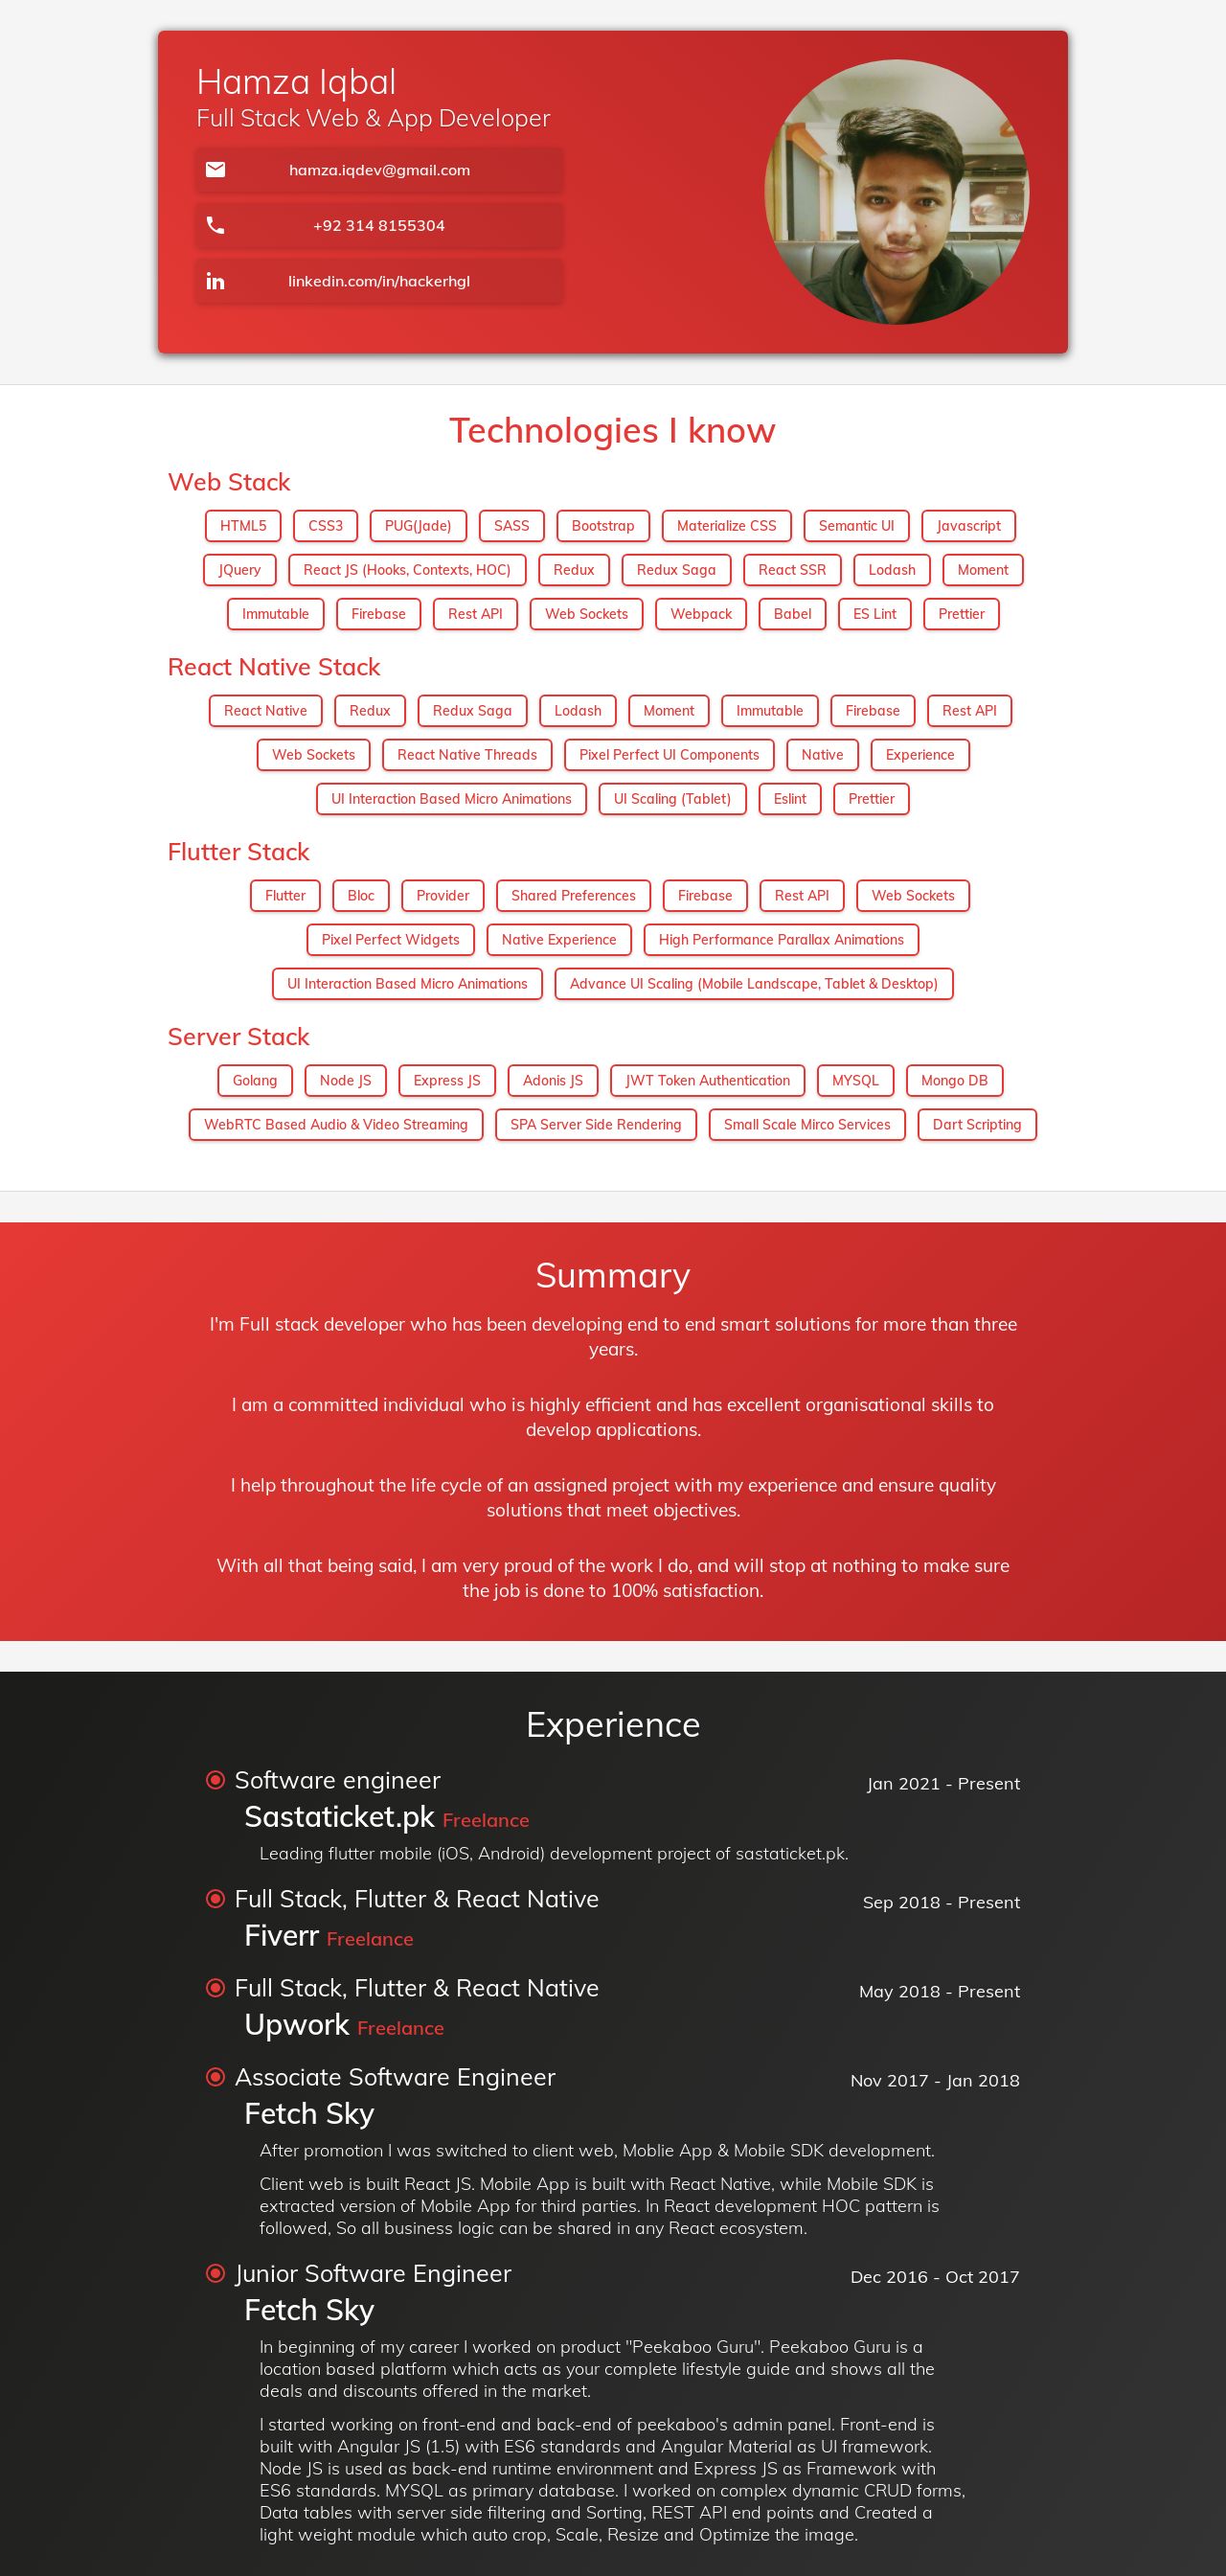 Hamza Iqbal
Full Stack Web & App Developer
hamza.iqdev@gmail.com
+92 314 8155304
linkedin.com/in/hackerhgl
Technologies I know
Web Stack
HTML5 CSS3 PUG(Jade) SASS Bootstrap Materialize CSS Semantic UI Javascript
JQuery React JS (Hooks, Contexts, HOC) Redux Redux Saga React SSR Lodash Moment
Immutable Firebase Rest API Web Sockets Webpack Babel ES Lint Prettier
React Native Stack
React Native Redux Redux Saga Lodash Moment Immutable Firebase Rest API
Web Sockets React Native Threads Pixel Perfect UI Components Native Experience
UI Interaction Based Micro Animations UI Scaling (Tablet) Eslint Prettier
Flutter Stack
Flutter Bloc Provider Shared Preferences Firebase Rest API Web Sockets
Pixel Perfect Widgets Native Experience High Performance Parallax Animations
UI Interaction Based Micro Animations Advance UI Scaling (Mobile Landscape, Tablet & Desktop)
Server Stack
Golang Node JS Express JS Adonis JS JWT Token Authentication MYSQL Mongo DB
WebRTC Based Audio & Video Streaming SPA Server Side Rendering Small Scale Mirco Services Dart Scripting
Summary
I'm Full stack developer who has been developing end to end smart solutions for more than three
years.
I am a committed individual who is highly efficient and has excellent organisational skills to
develop applications.
I help throughout the life cycle of an assigned project with my experience and ensure quality
solutions that meet objectives.
With all that being said, I am very proud of the work I do, and will stop at nothing to make sure
the job is done to 100% satisfaction.
Experience
Software engineer Jan 2021 - Present
Sastaticket.pk Freelance
Leading flutter mobile (iOS, Android) development project of sastaticket.pk.
Full Stack, Flutter & React Native Sep 2018 - Present
Fiverr Freelance
Full Stack, Flutter & React Native May 2018 - Present
Upwork Freelance
Associate Software Engineer Nov 2017 - Jan 2018
Fetch Sky
After promotion I was switched to client web, Moblie App & Mobile SDK development.
Client web is built React JS. Mobile App is built with React Native, while Mobile SDK is
extracted version of Mobile App for third parties. In React development HOC pattern is
followed, So all business logic can be shared in any React ecosystem.
Junior Software Engineer Dec 2016 - Oct 2017
Fetch Sky
In beginning of my career I worked on product "Peekaboo Guru". Peekaboo Guru is a
location based platform which acts as your complete lifestyle guide and shows all the
deals and discounts offered in the market.
I started working on front-end and back-end of peekaboo's admin panel. Front-end is
built with Angular JS (1.5) with ES6 standards and Angular Material as UI framework.
Node JS is used as back-end runtime environment and Express JS as Framework with
ES6 standards. MYSQL as primary database. I worked on complex dynamic CRUD forms,
Data tables with server side filtering and Sorting, REST API end points and Created a
light weight module which auto crop, Scale, Resize and Optimize the image.